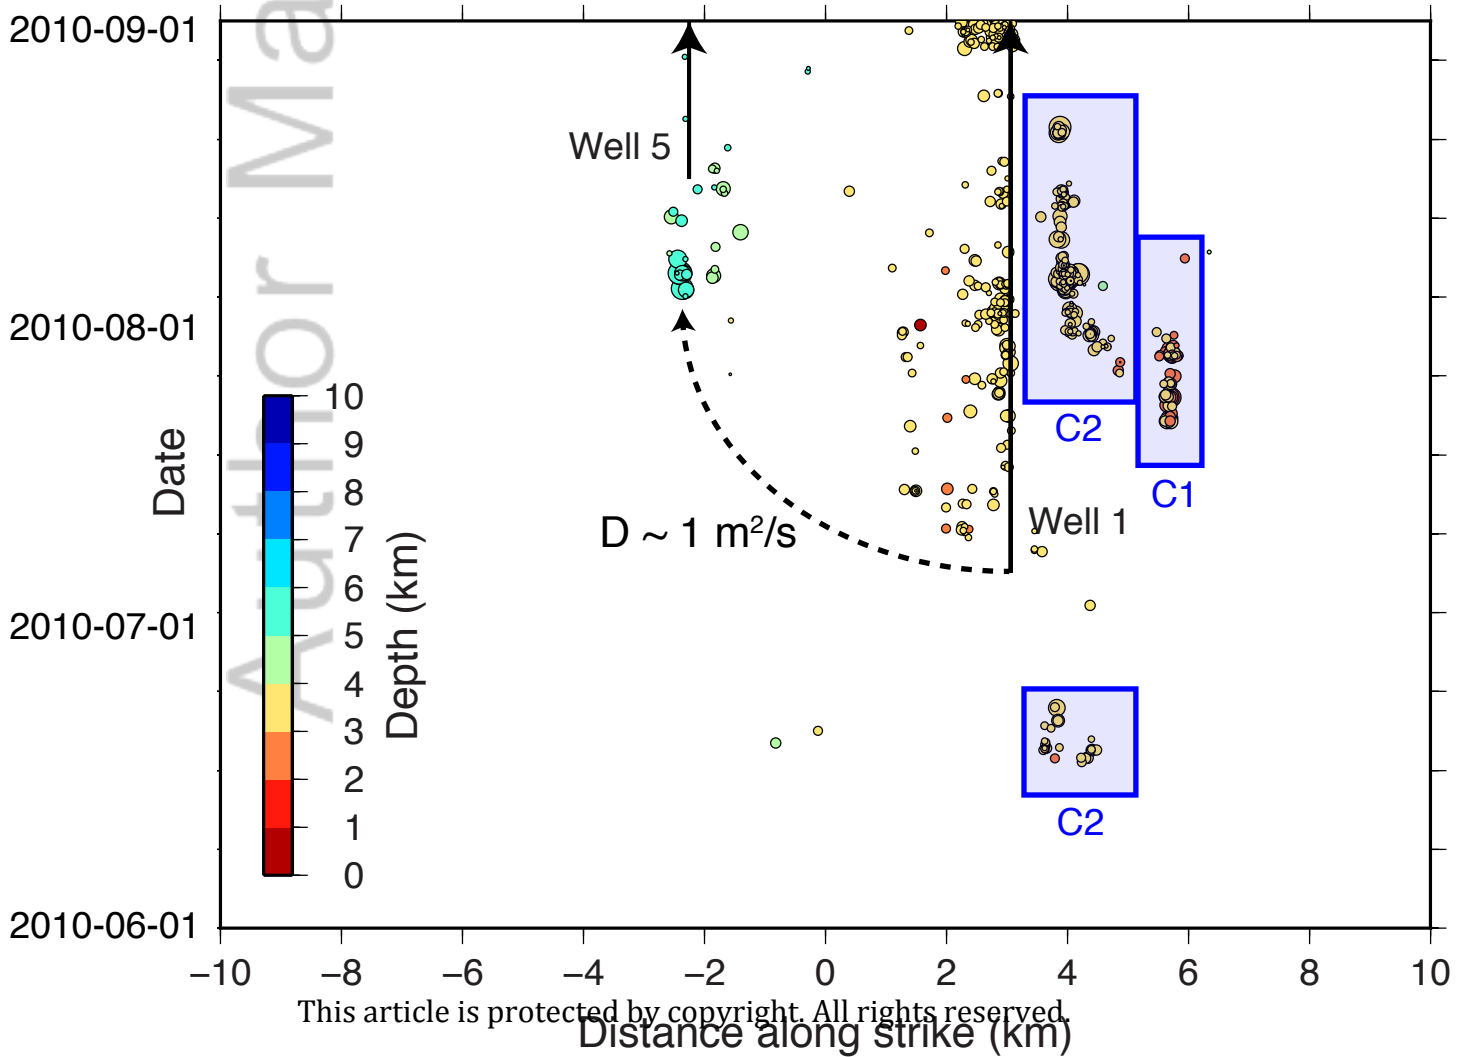 2010-09-01
2010-08-01
2010-07-01
2010-06-01
Date
Author Ma
Well 5
Well 1
C2
C1
C2
D ~ 1 m²/s
10
9
8
7
6
5
4
3
2
1
0
Depth (km)
−10 −8 −6 −4 −2 0 2 4 6 8 10
This article is protected by copyright. All rights reserved.
Distance along strike (km)